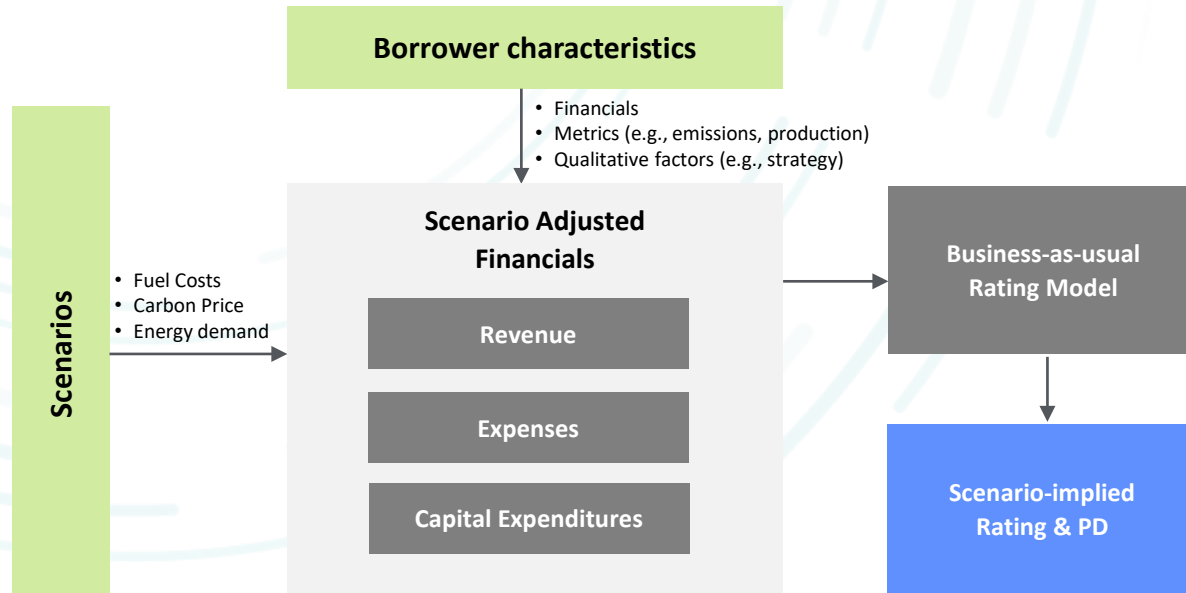 Borrower characteristics
• Financials
• Metrics (e.g., emissions, production)
• Qualitative factors (e.g., strategy)
Scenarios
• Fuel Costs
• Carbon Price
• Energy demand
Scenario Adjusted
Financials
Revenue
Expenses
Capital Expenditures
Business-as-usual
Rating Model
Scenario-implied
Rating & PD